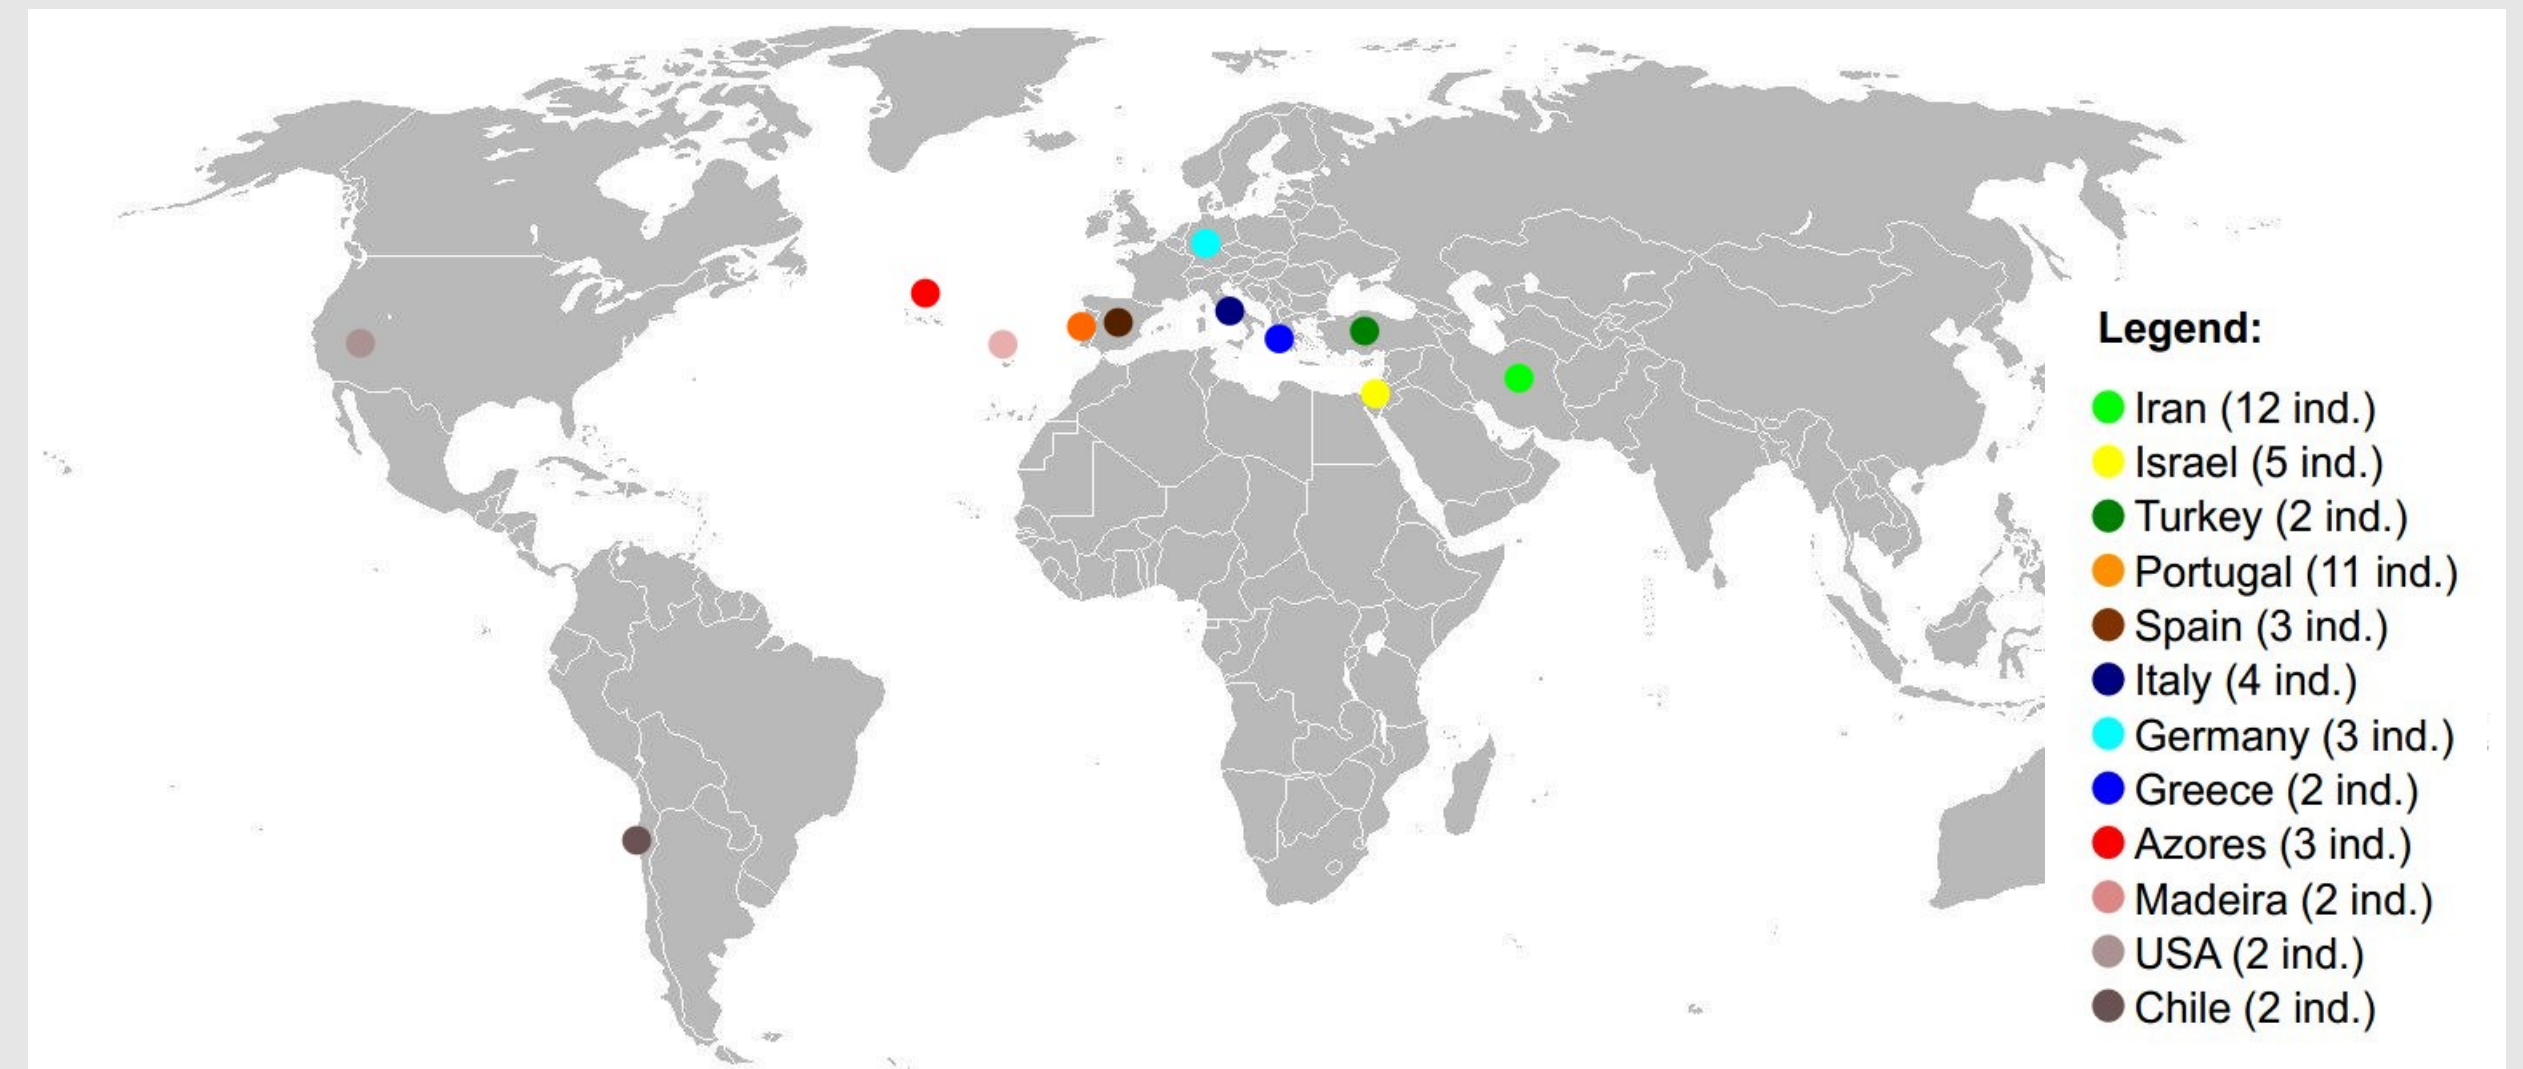 Legend:
Iran (12 ind.)
Israel (5 ind.)
Turkey (2 ind.)
Portugal (11 ind.)
Spain (3 ind.)
Italy (4 ind.)
Germany (3 ind.)
Greece (2 ind.)
Azores (3 ind.)
Madeira (2 ind.)
USA (2 ind.)
Chile (2 ind.)